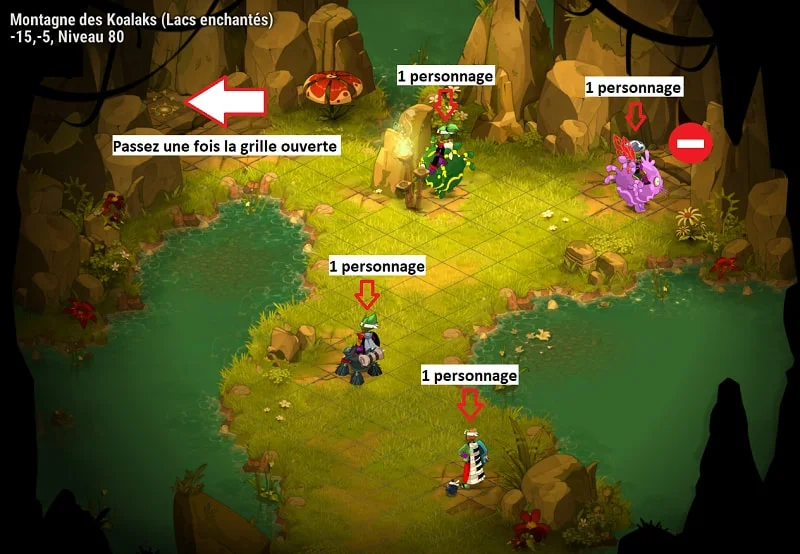 Montagne des Koalaks (Lacs enchantés)
-15,-5, Niveau 80
1 personnage
1 personnage
Passez une fois la grille ouverte
1 personnage
1 personnage